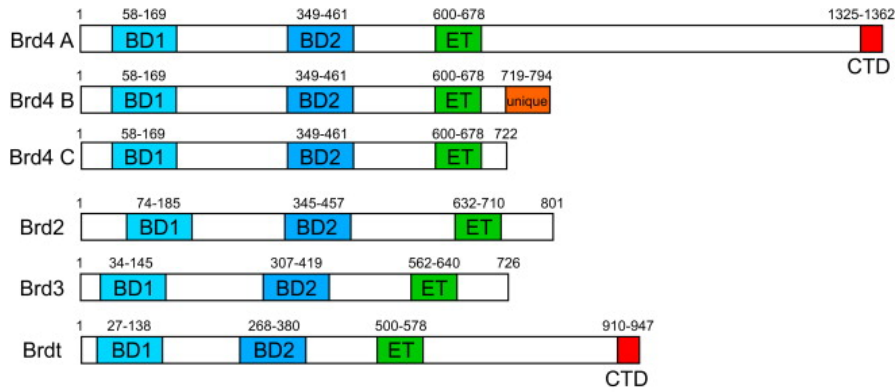 1 58-169 349-461 600-678 1325-1362
Brd4 A BD1 BD2 ET
CTD
1 58-169 349-461 600-678 719-794
Brd4 B BD1 BD2 ET unique
1 58-169 349-461 600-678 722
Brd4 C BD1 BD2 ET
1 74-185 345-457 632-710 801
Brd2 BD1 BD2 ET
1 34-145 307-419 562-640 726
Brd3 BD1 BD2 ET
1 27-138 268-380 500-578 910-947
Brdt BD1 BD2 ET
CTD